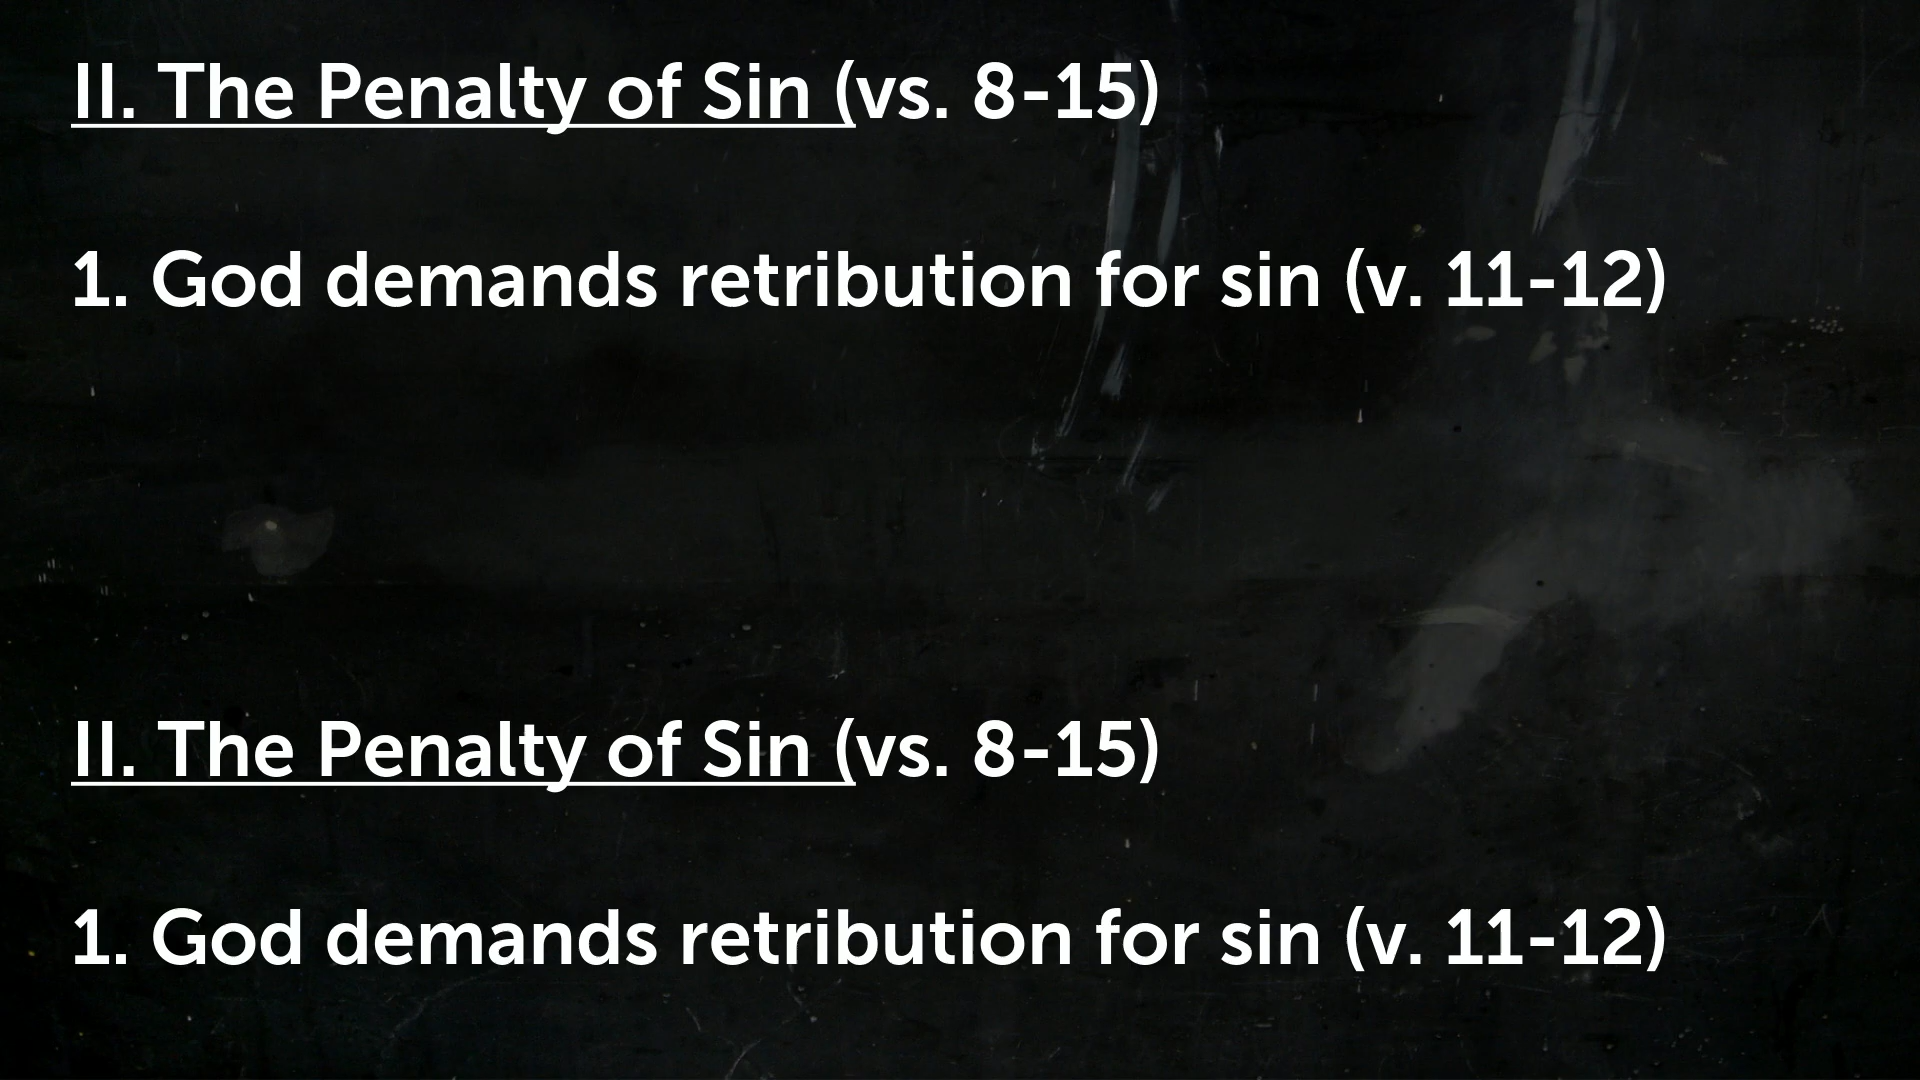 II. The Penalty of Sin (vs. 8-15)
1. God demands retribution for sin (v. 11-12)
II. The Penalty of Sin (vs. 8-15)
1. God demands retribution for sin (v. 11-12)